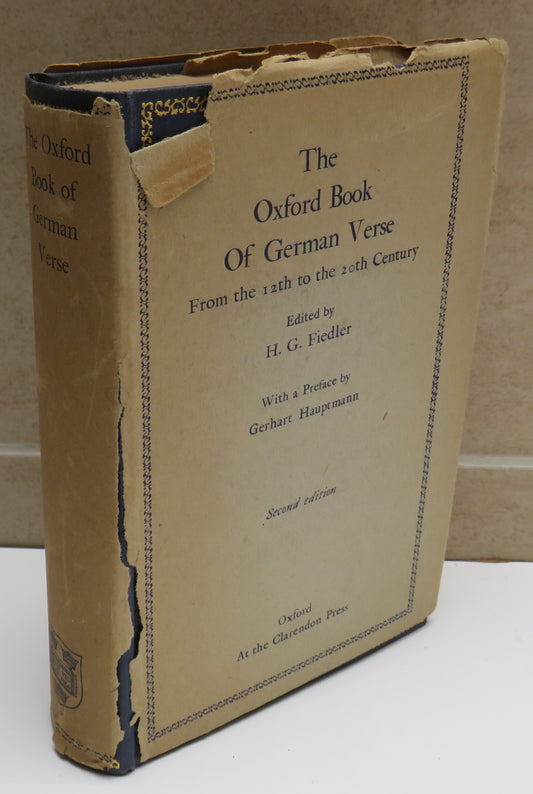 The Oxford
Book of
German
Verse
The
Oxford Book
Of German Verse
From the 12th to the 20th Century
Edited by
H. G. Fiedler
With a Preface by
Gerhart Hauptmann
Second edition
Oxford
At the Clarendon Press